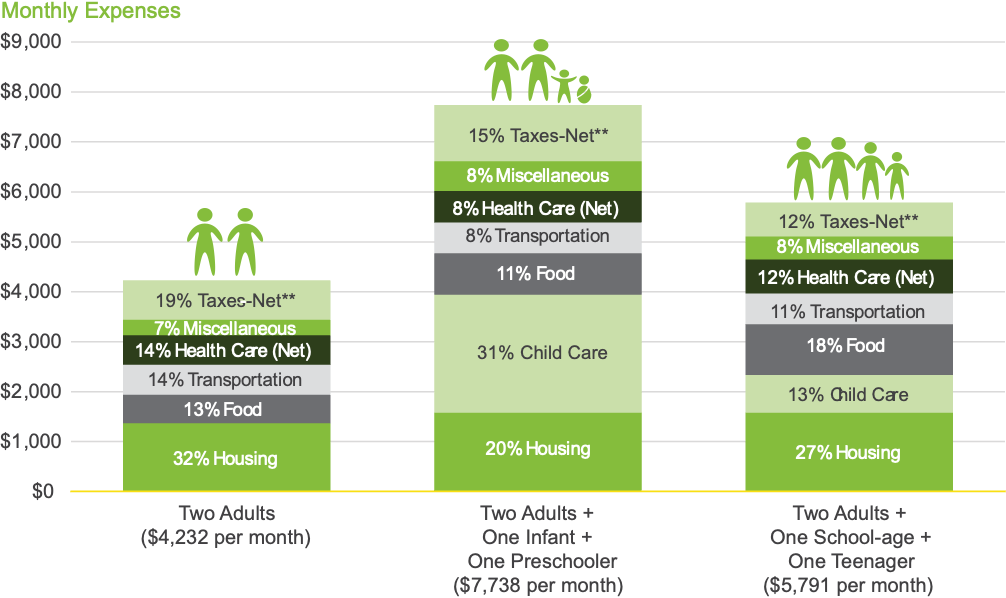 Monthly Expenses
$9,000
$8,000
$7,000
$6,000
$5,000
$4,000
$3,000
$2,000
$1,000
$0
19% Taxes-Net**
7% Miscellaneous
14% Health Care (Net)
14% Transportation
13% Food
32% Housing
Two Adults
($4,232 per month)
15% Taxes-Net**
8% Miscellaneous
8% Health Care (Net)
8% Transportation
11% Food
31% Child Care
20% Housing
Two Adults +
One Infant +
One Preschooler
($7,738 per month)
12% Taxes-Net**
8% Miscellaneous
12% Health Care (Net)
11% Transportation
18% Food
13% Child Care
27% Housing
Two Adults +
One School-age +
One Teenager
($5,791 per month)